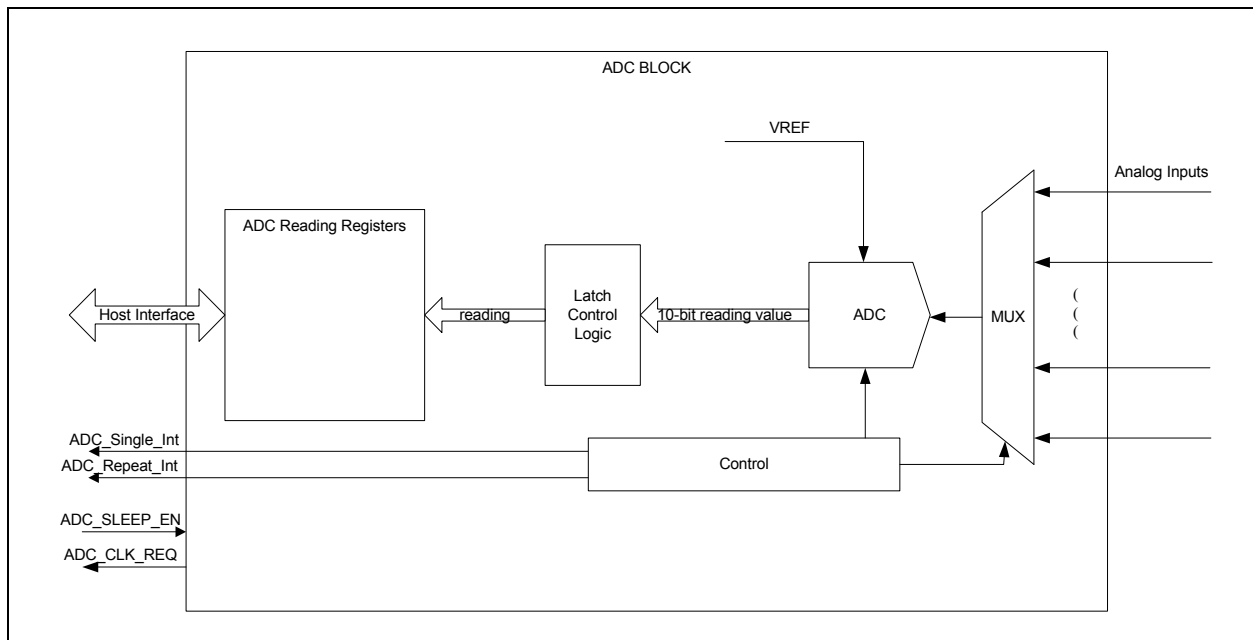 ADC BLOCK
VREF
Analog Inputs
ADC Reading Registers
Latch
Control
Logic
Host Interface
reading
10-bit reading value
ADC
MUX
(
(
(
ADC_Single_Int
ADC_Repeat_Int
Control
ADC_SLEEP_EN
ADC_CLK_REQ